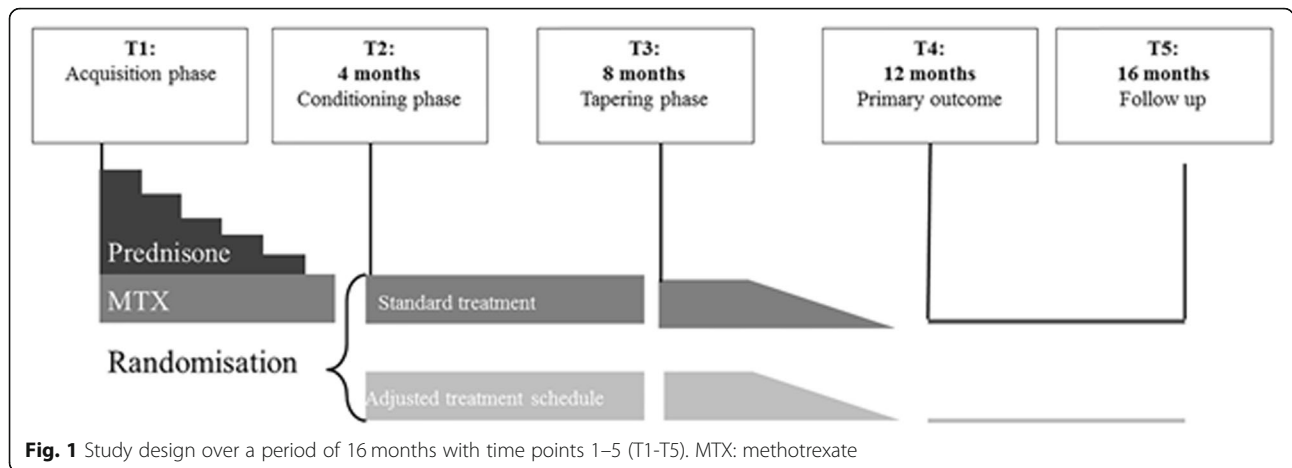 T1:
Acquisition phase
T2:
4 months
Conditioning phase
T3:
8 months
Tapering phase
T4:
12 months
Primary outcome
T5:
16 months
Follow up
Prednisone
MTX
Randomisation
Standard treatment
Adjusted treatment schedule
Fig. 1 Study design over a period of 16 months with time points 1–5 (T1-T5). MTX: methotrexate